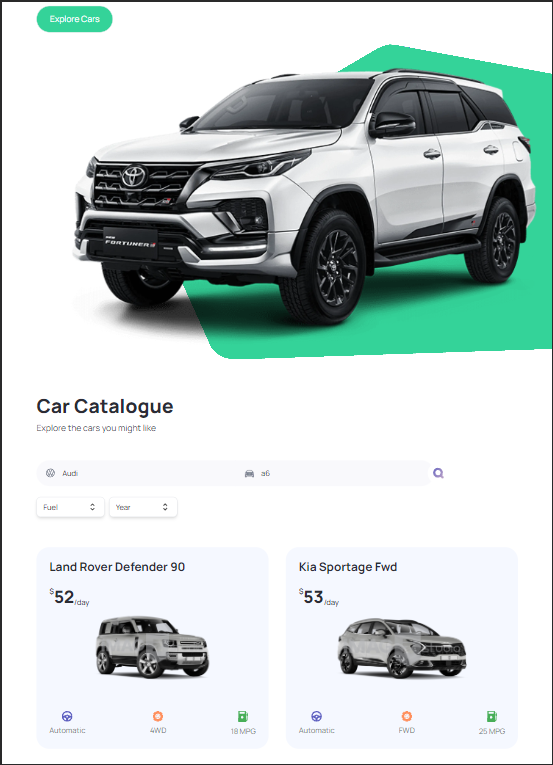 Explore Cars
NEW
FORTUNER
Car Catalogue
Explore the cars you might like
Audi a6
Fuel Year
Land Rover Defender 90
$52/day
Automatic 4WD 18 MPG
Kia Sportage Fwd
$53/day
Automatic FWD 25 MPG